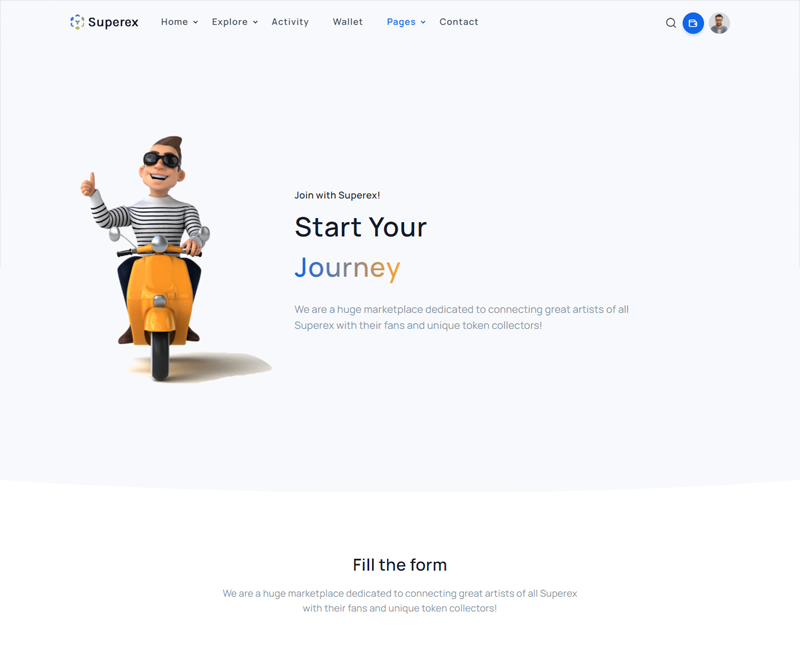 Superex Home Explore Activity Wallet Pages Contact
Join with Superex!
Start Your
Journey
We are a huge marketplace dedicated to connecting great artists of all
Superex with their fans and unique token collectors!
Fill the form
We are a huge marketplace dedicated to connecting great artists of all Superex
with their fans and unique token collectors!